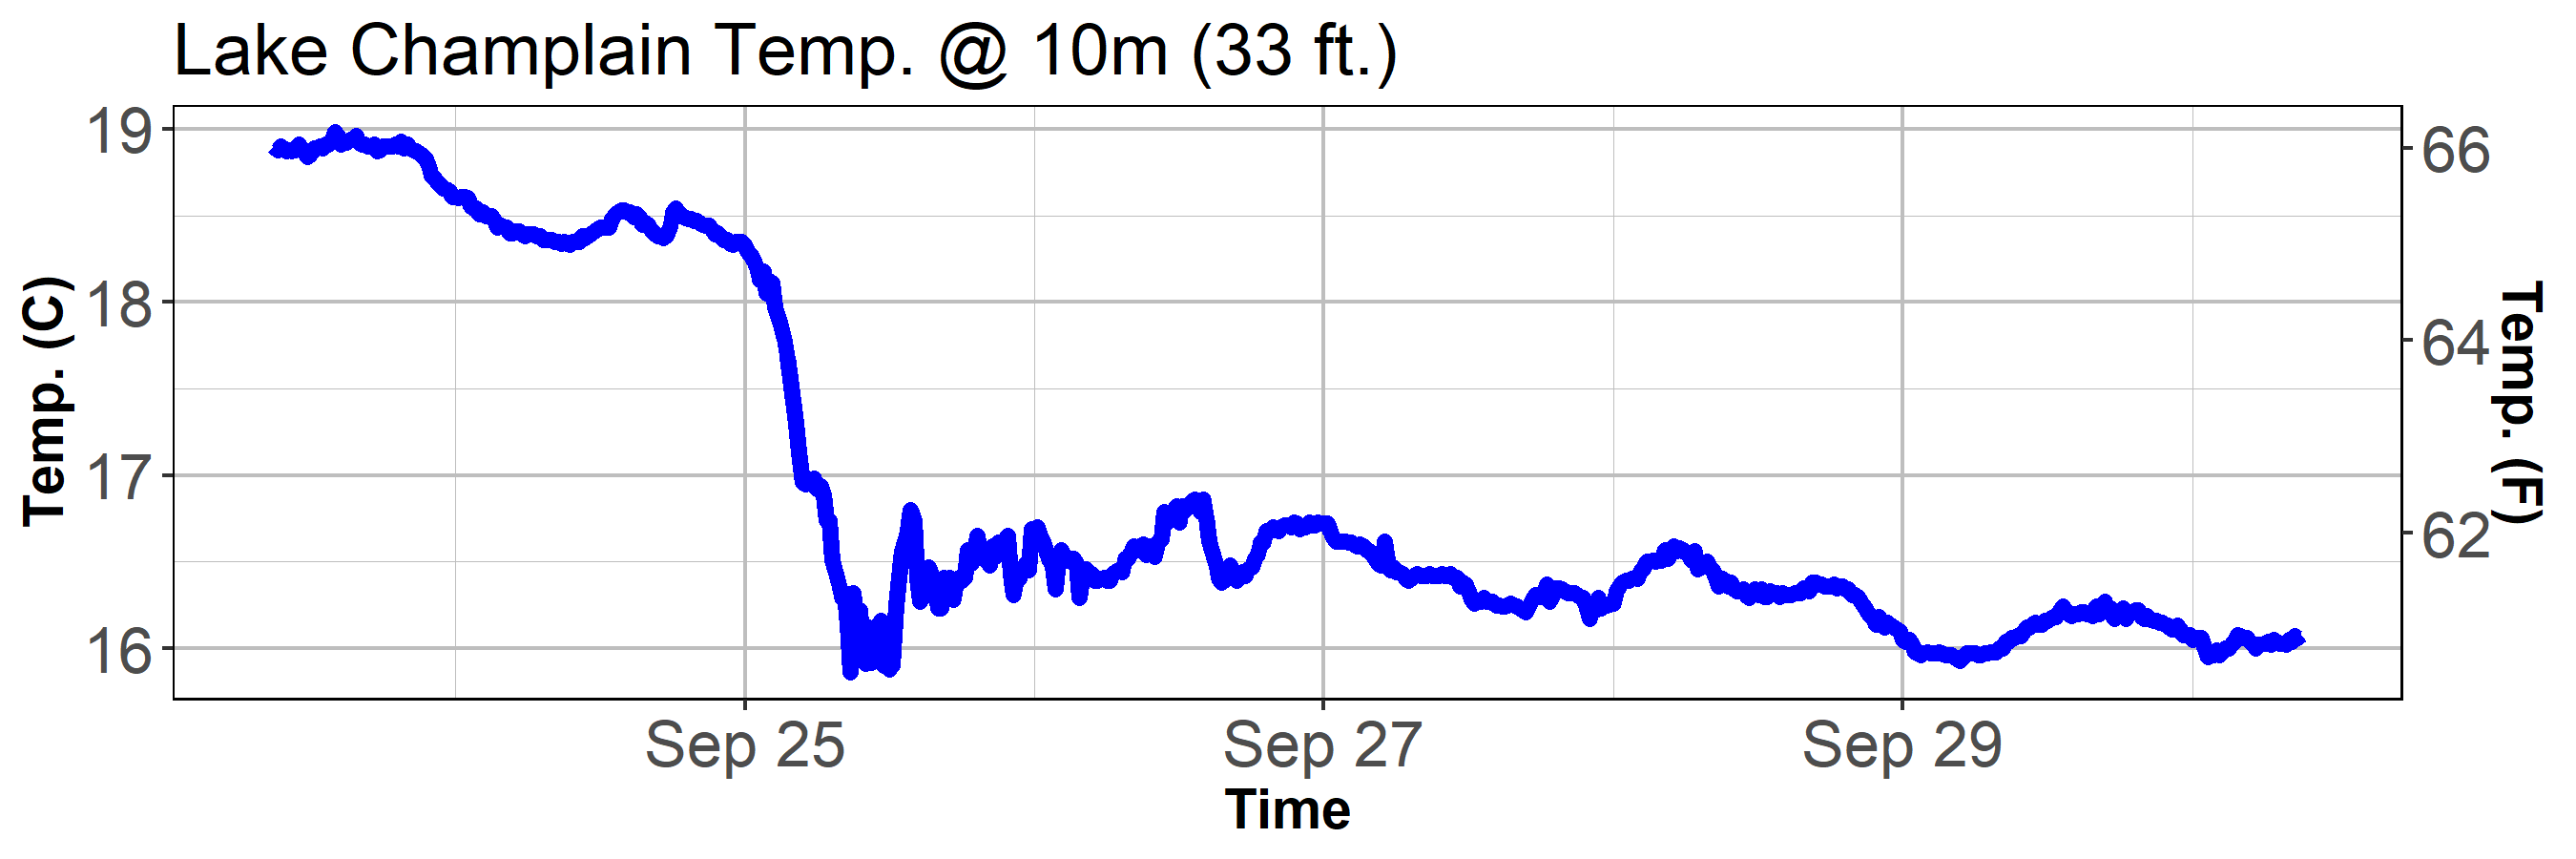 Lake Champlain Temp. @ 10m (33 ft.)
Temp. (C)
19
18
17
16
66
64
62
Temp. (F)
Sep 25
Sep 27
Sep 29
Time